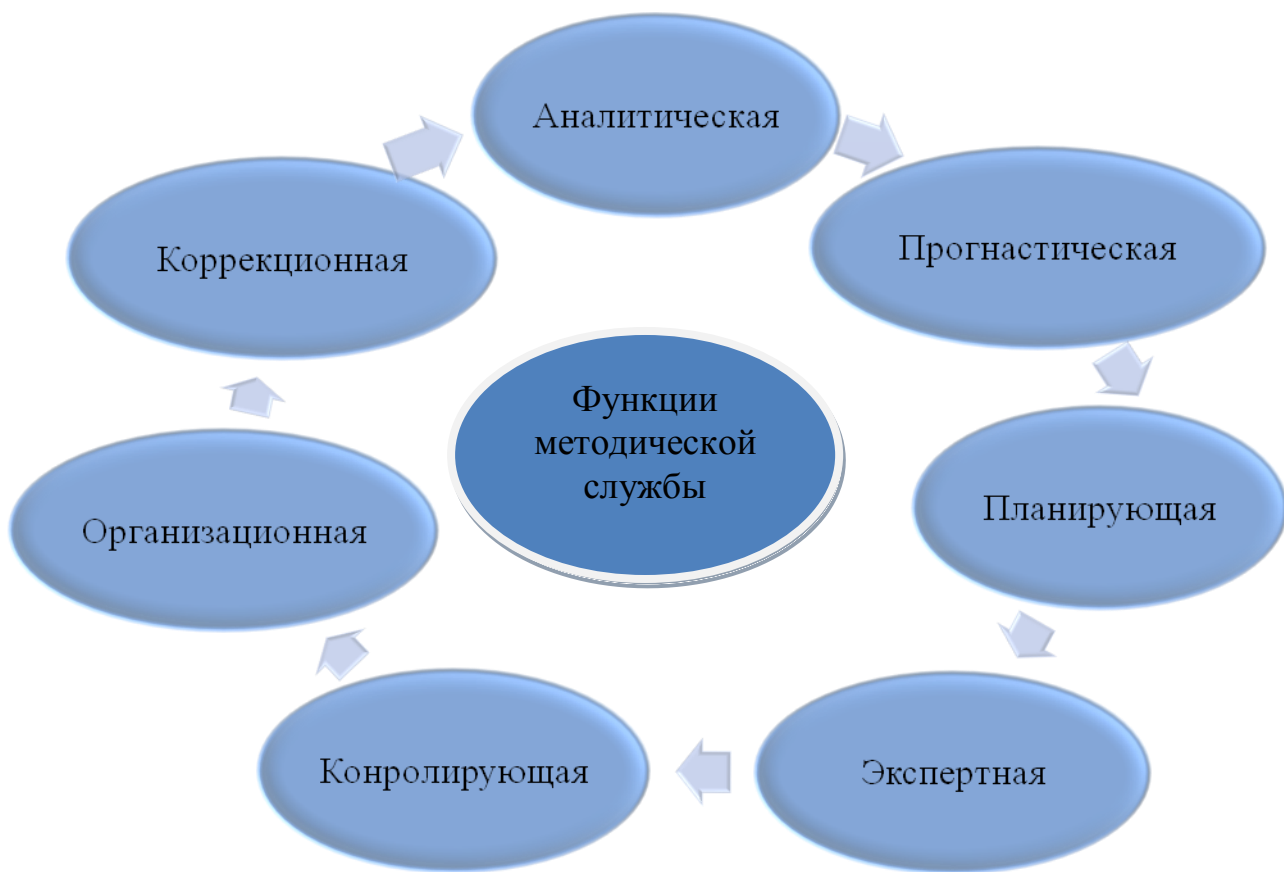 Аналитическая
Прогнастическая
Планирующая
Экспертная
Конролирующая
Организационная
Коррекционная
Функции
методической
службы